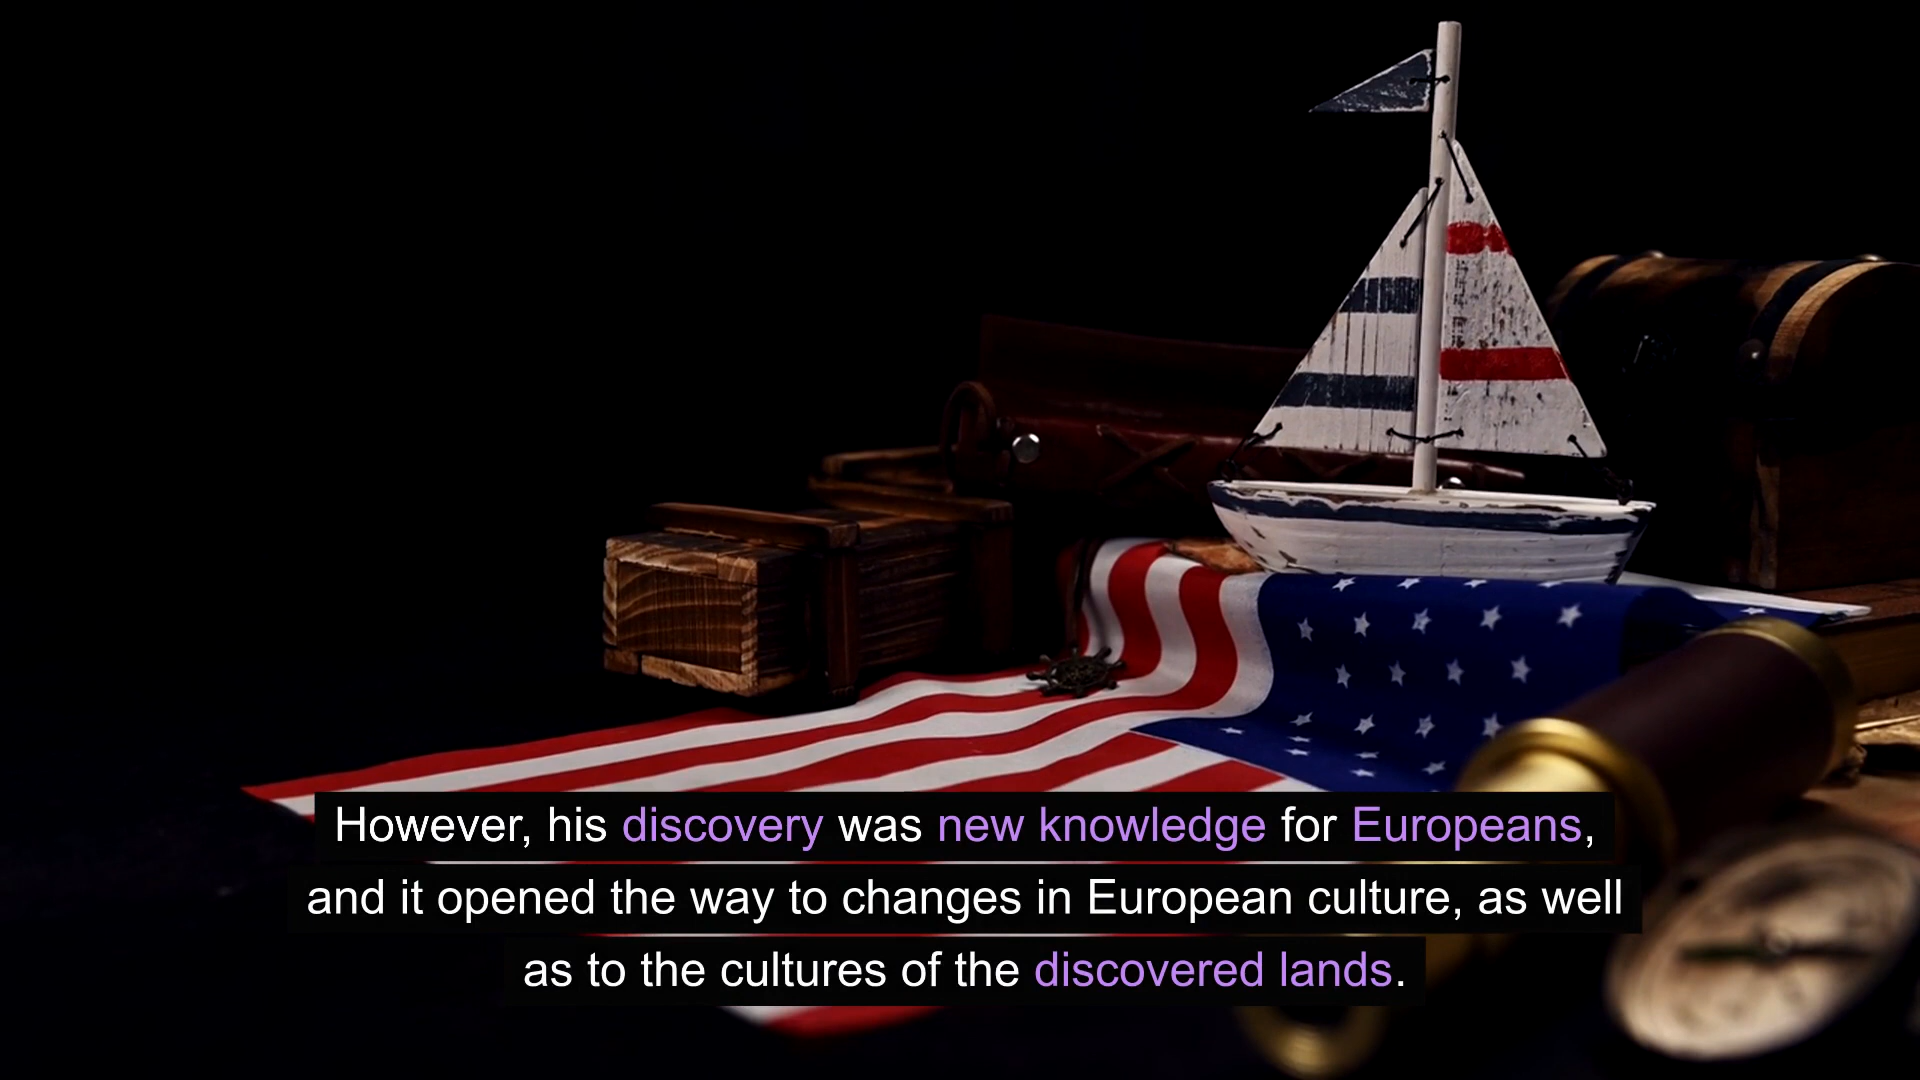 However, his discovery was new knowledge for Europeans,
and it opened the way to changes in European culture, as well
as to the cultures of the discovered lands.